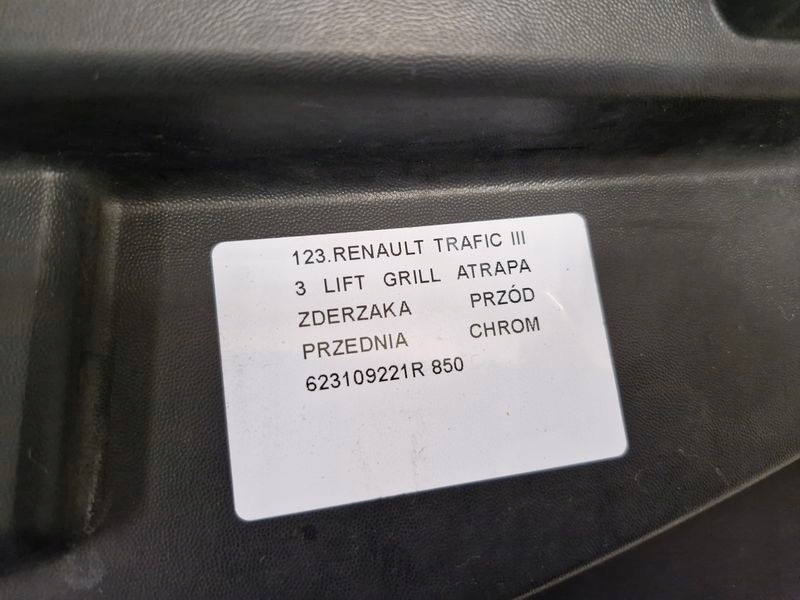 123.RENAULT TRAFIC III
3 LIFT GRILL ATRAPA
ZDERZAKA PRZÓD
PRZEDNIA CHROM
623109221R 850